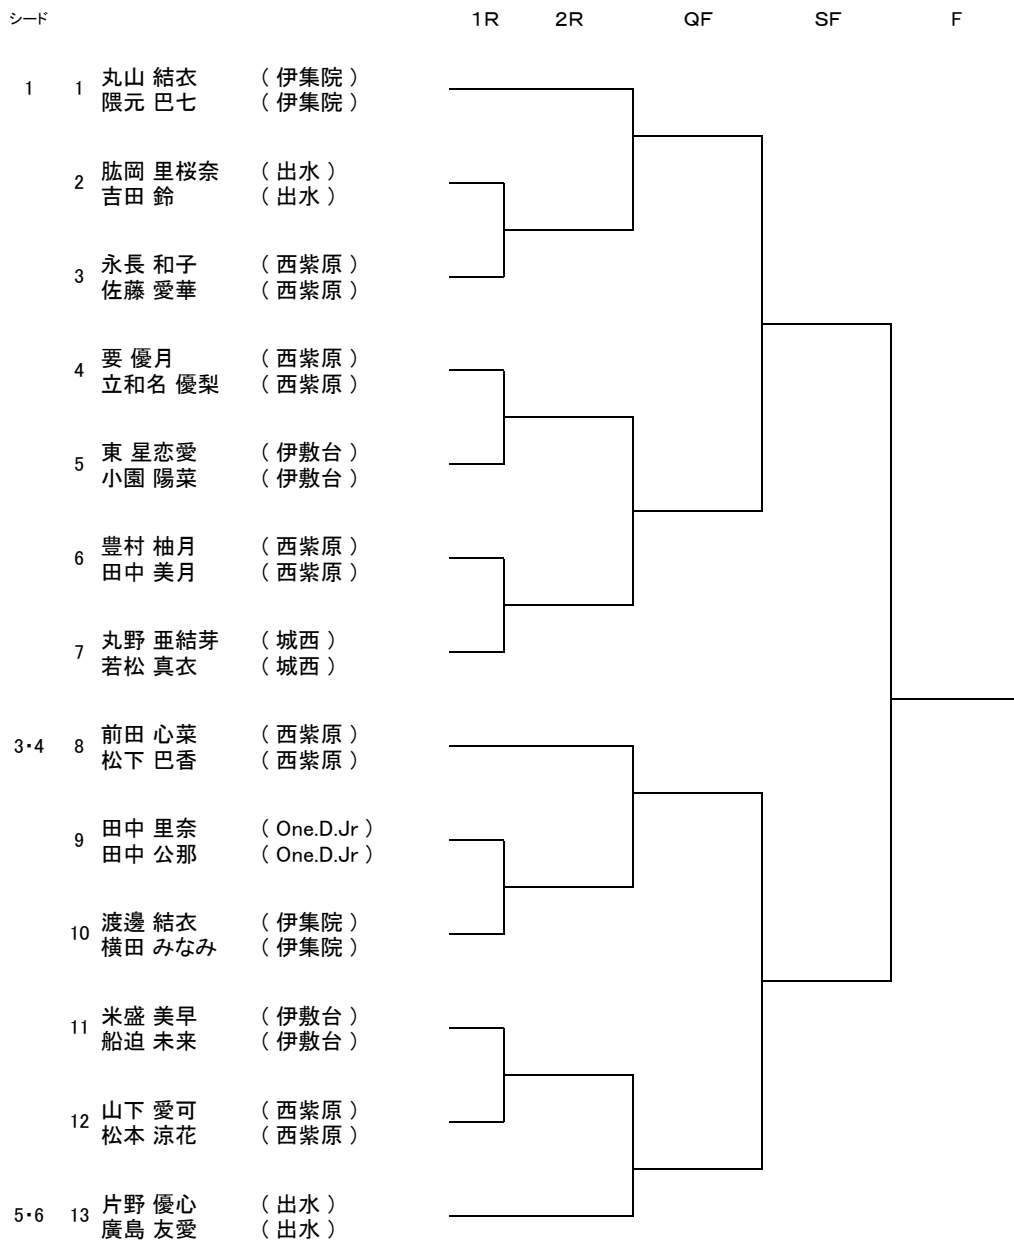 シード 1R 2R QF SF F
1 1 丸山 結衣 ( 伊集院 )
隈元 巴七 ( 伊集院 )
2 肱岡 里桜奈 ( 出水 )
吉田 鈴 ( 出水 )
3 永長 和子 ( 西紫原 )
佐藤 愛華 ( 西紫原 )
4 要 優月 ( 西紫原 )
立和名 優梨 ( 西紫原 )
5 東 星恋愛 ( 伊敷台 )
小園 陽菜 ( 伊敷台 )
6 豊村 柚月 ( 西紫原 )
田中 美月 ( 西紫原 )
7 丸野 亜結芽 ( 城西 )
若松 真衣 ( 城西 )
3・4 8 前田 心菜 ( 西紫原 )
松下 巴香 ( 西紫原 )
9 田中 里奈 ( One.D.Jr )
田中 公那 ( One.D.Jr )
10 渡邊 結衣 ( 伊集院 )
横田 みなみ ( 伊集院 )
11 米盛 美早 ( 伊敷台 )
船迫 未来 ( 伊敷台 )
12 山下 愛可 ( 西紫原 )
松本 涼花 ( 西紫原 )
5・6 13 片野 優心 ( 出水 )
廣島 友愛 ( 出水 )